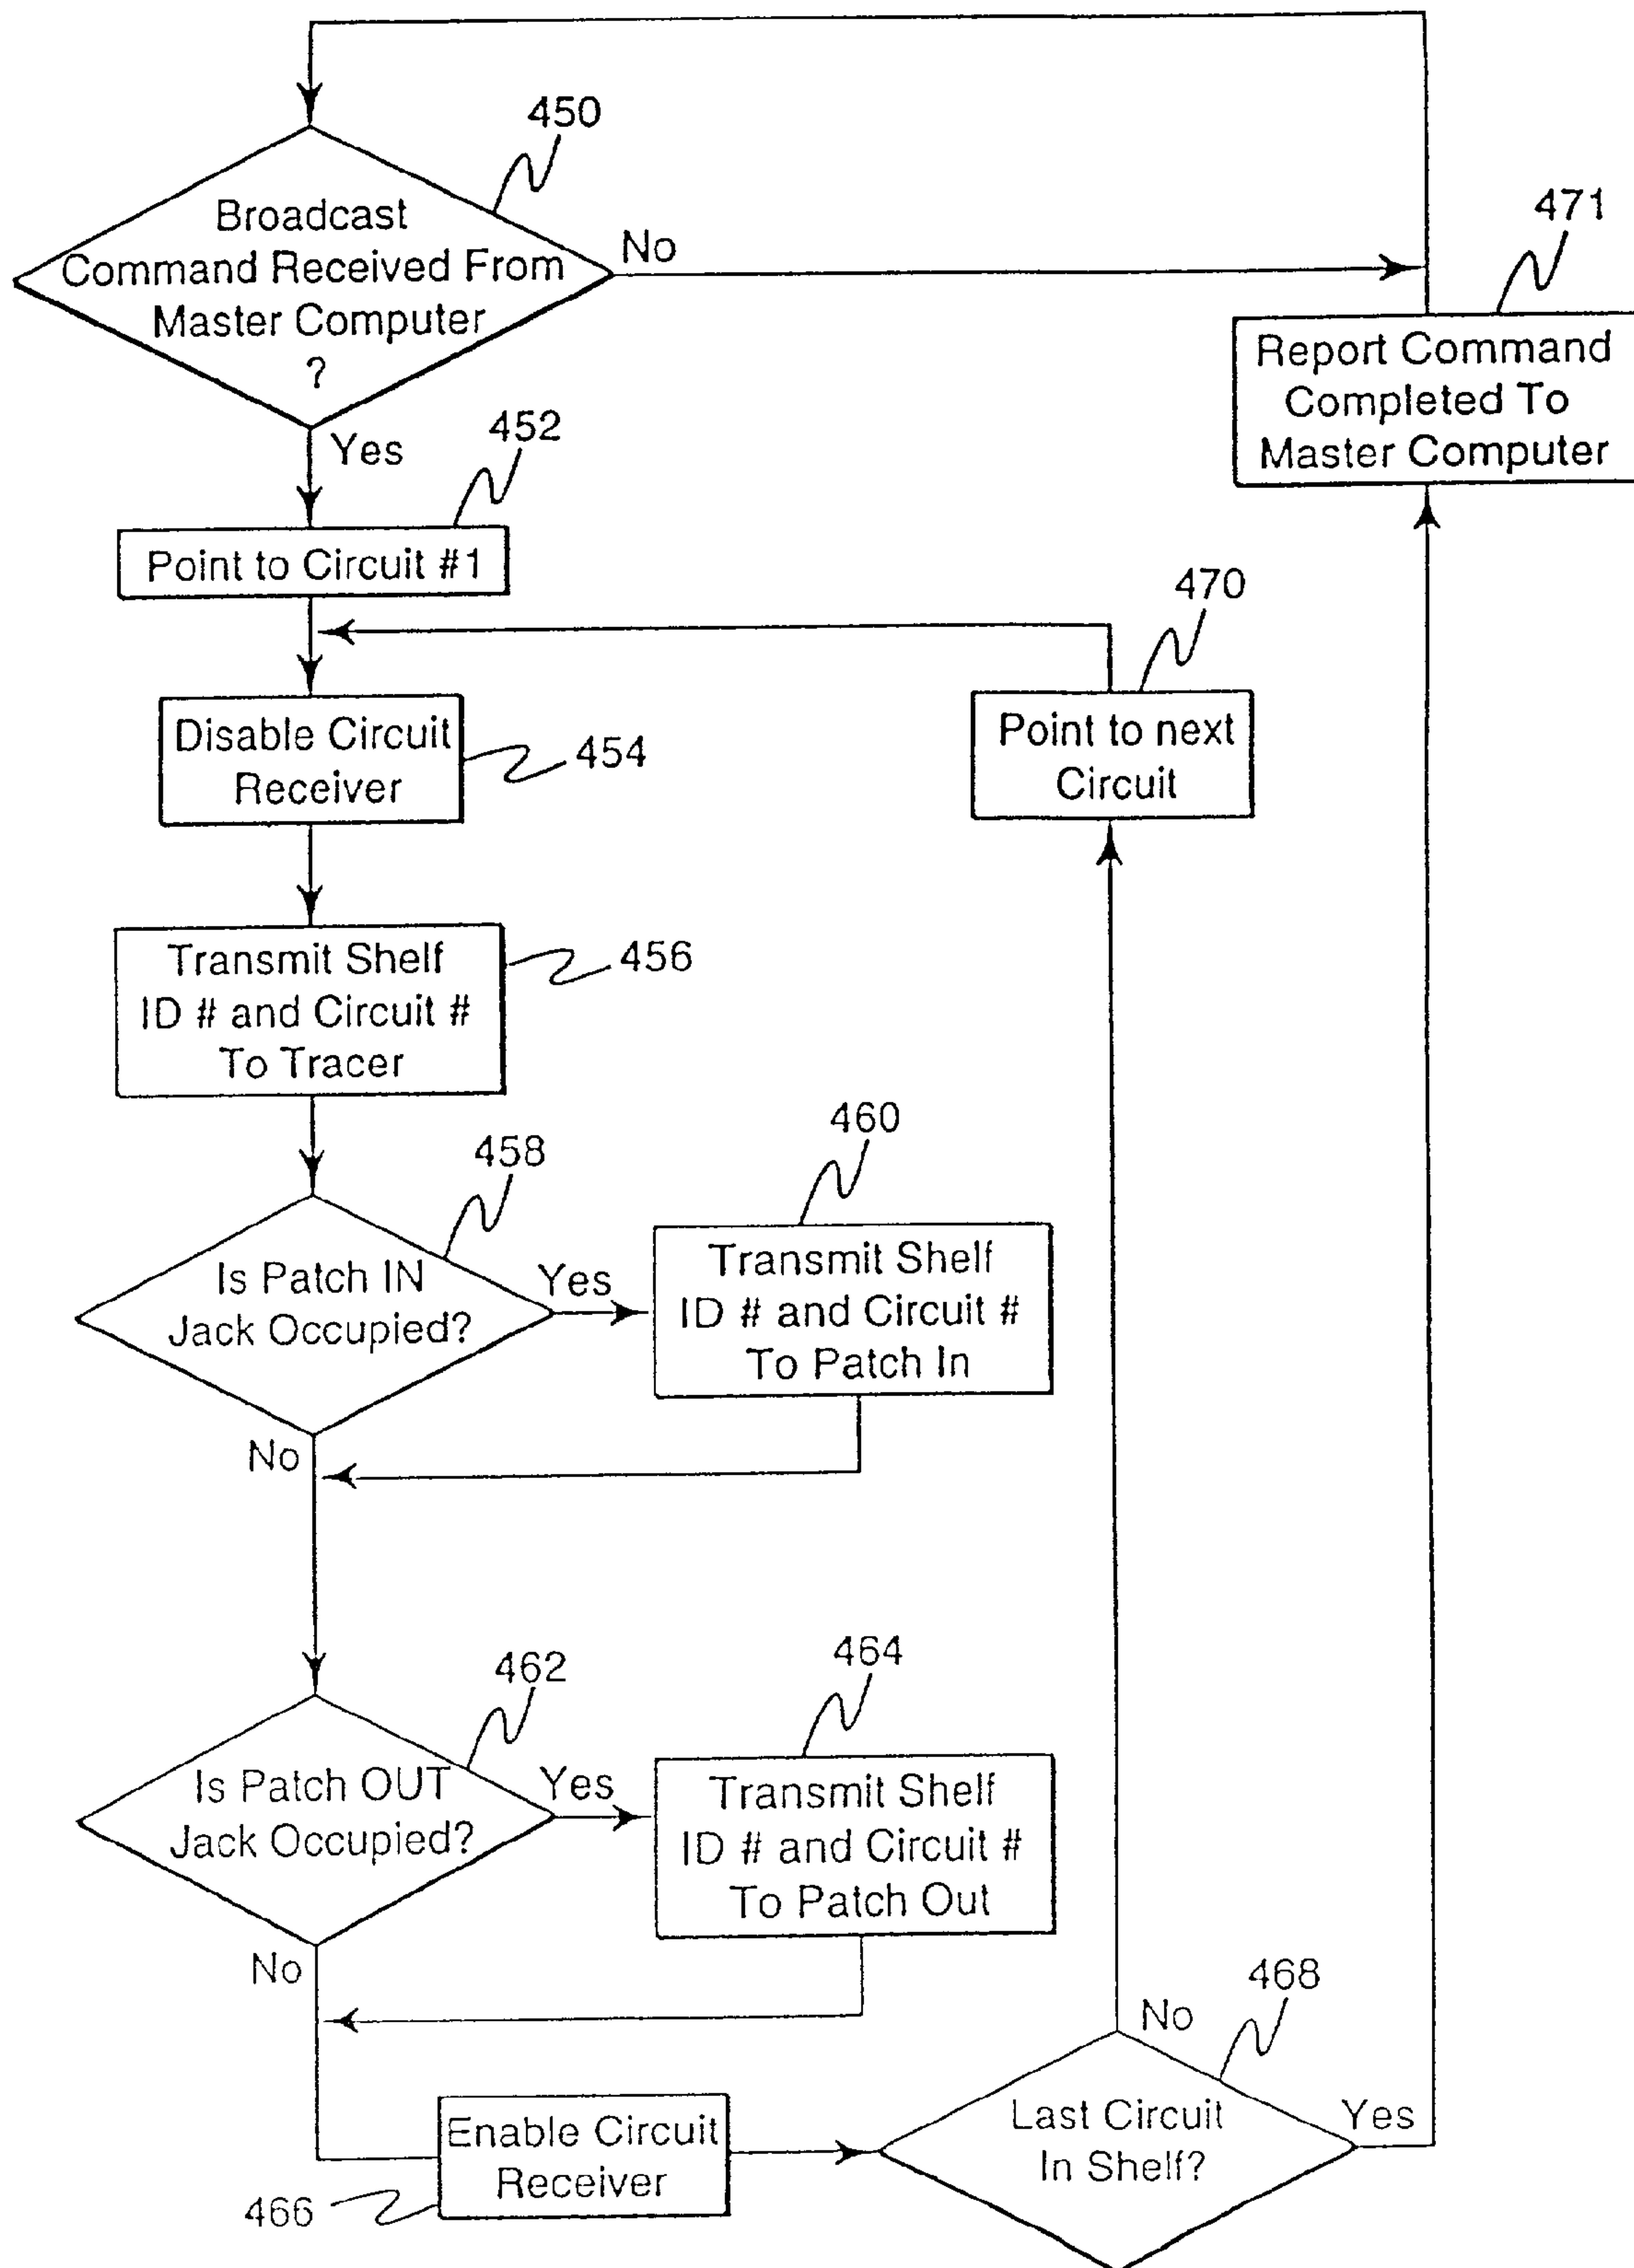 450
Broadcast
Command Received From
Master Computer
?
No
Yes
471
Report Command
Completed To
Master Computer
452
Point to Circuit #1
470
Point to next
Circuit
Disable Circuit
Receiver
454
Transmit Shelf
ID # and Circuit #
To Tracer
456
458
Is Patch IN
Jack Occupied?
Yes
No
460
Transmit Shelf
ID # and Circuit #
To Patch In
462
Is Patch OUT
Jack Occupied?
Yes
No
464
Transmit Shelf
ID # and Circuit #
To Patch Out
Enable Circuit
Receiver
466
468
No
Last Circuit
In Shelf?
Yes